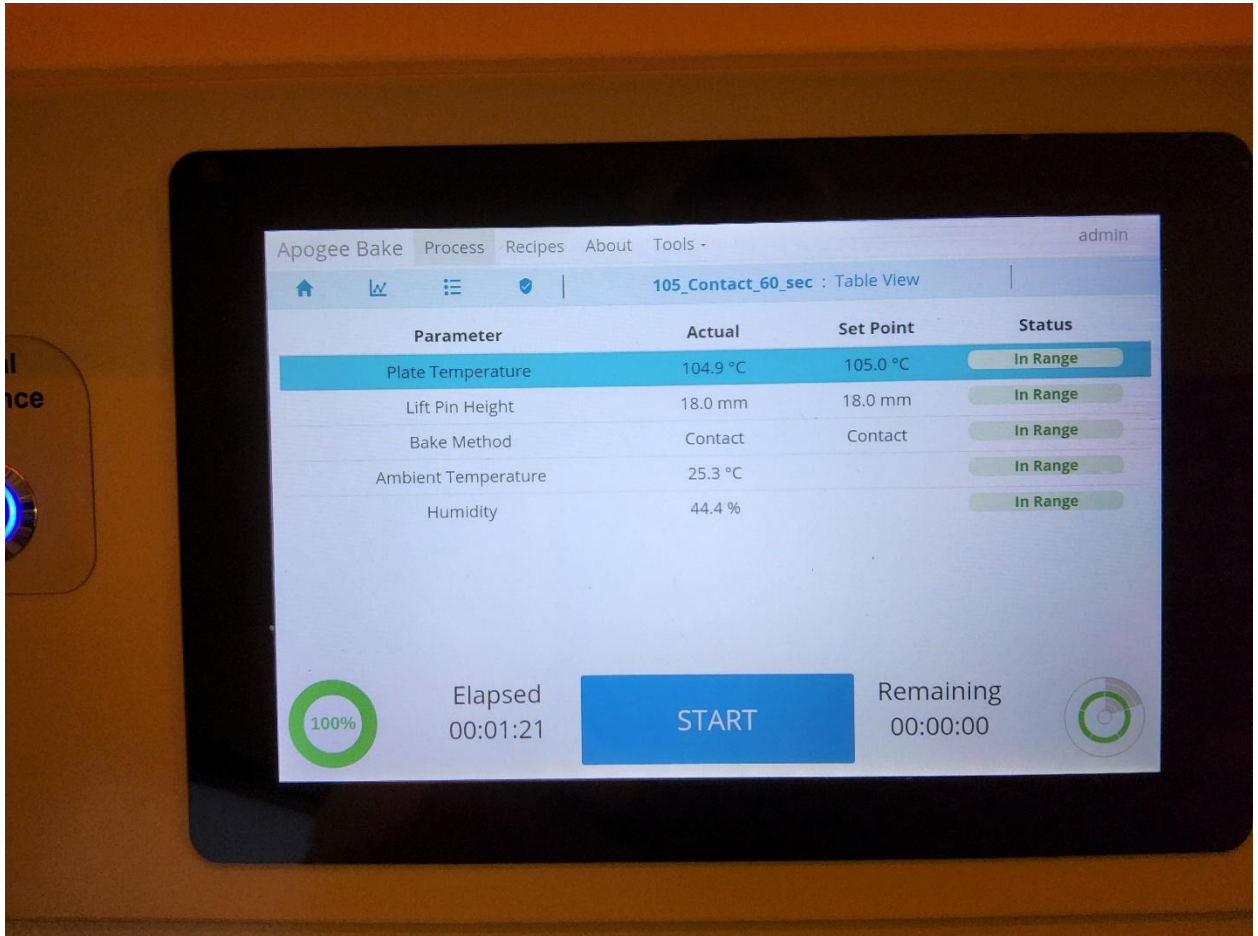 Apogee Bake Process Recipes About Tools admin
105_Contact_60_sec : Table View
Parameter Actual Set Point Status
Plate Temperature 104.9 °C 105.0 °C In Range
Lift Pin Height 18.0 mm 18.0 mm In Range
Bake Method Contact Contact In Range
Ambient Temperature 25.3 °C In Range
Humidity 44.4 % In Range
Elapsed Remaining
100% 00:01:21 START 00:00:00